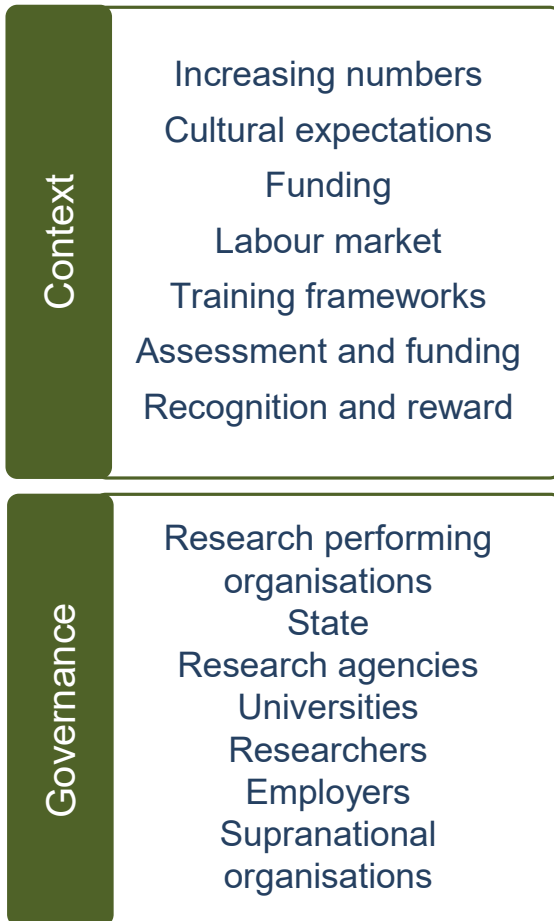 Context
Increasing numbers
Cultural expectations
Funding
Labour market
Training frameworks
Assessment and funding
Recognition and reward
Governance
Research performing
organisations
State
Research agencies
Universities
Researchers
Employers
Supranational
organisations